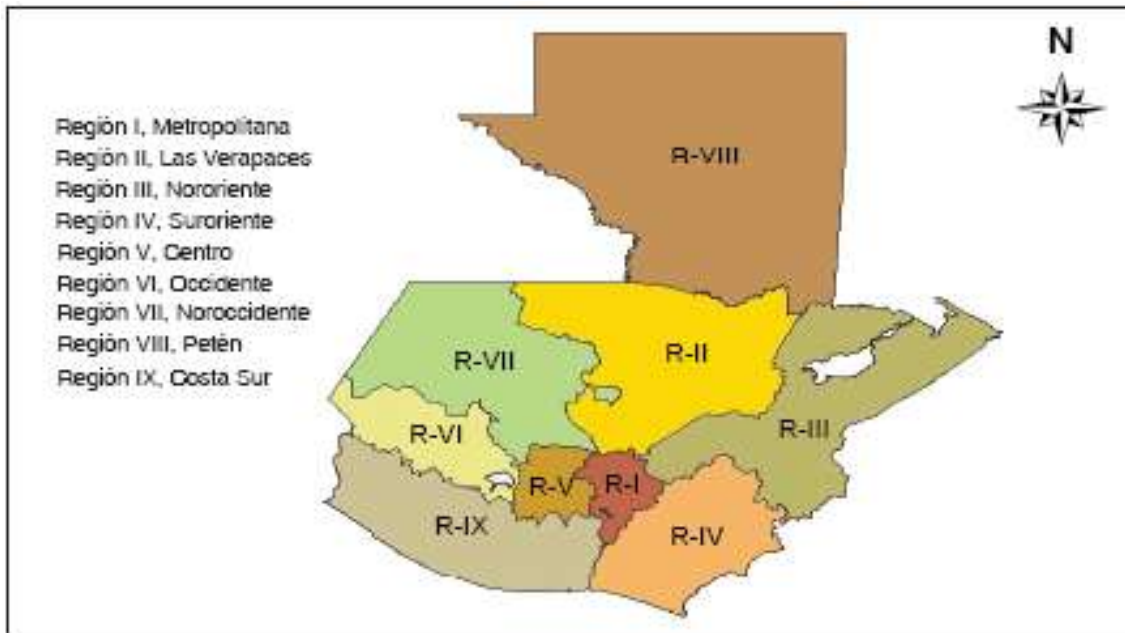 N
Región I, Metropolitana
Región II, Las Verapaces
Región III, Nororiente
Región IV, Suroriente
Región V, Centro
Región VI, Occidente
Región VII, Noroccidente
Región VIII, Petén
Región IX, Costa Sur
R-VIII
R-VII
R-II
R-VI
R-III
R-V
R-I
R-IX
R-IV